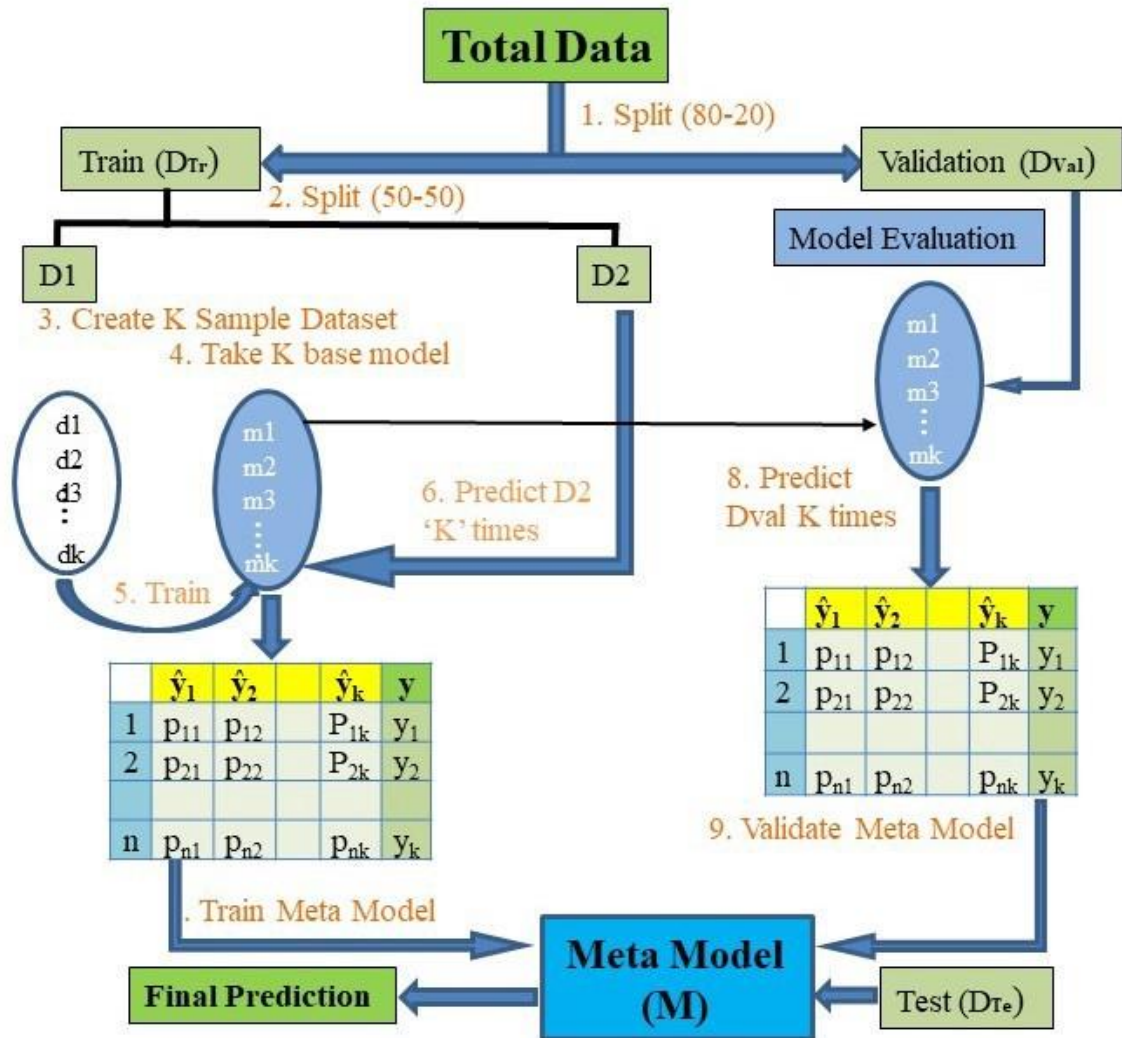 Total Data
1. Split (80-20)
Train (DTr)
Validation (DVal)
2. Split (50-50)
Model Evaluation
D1
D2
3. Create K Sample Dataset
4. Take K base model
m1
m2
m3
⋮
mk
d1
d2
d3
⋮
dk
m1
m2
m3
⋮
mk
6. Predict D2
‘K’ times
8. Predict
Dval K times
5. Train
ŷ1 ŷ2 ŷk y
1 p11 p12 P1k y1
2 p21 p22 P2k y2
n pn1 pn2 pnk yk
ŷ1 ŷ2 ŷk y
1 p11 p12 P1k y1
2 p21 p22 P2k y2
n pn1 pn2 pnk yk
9. Validate Meta Model
. Train Meta Model
Meta Model
(M)
Final Prediction
Test (DTe)